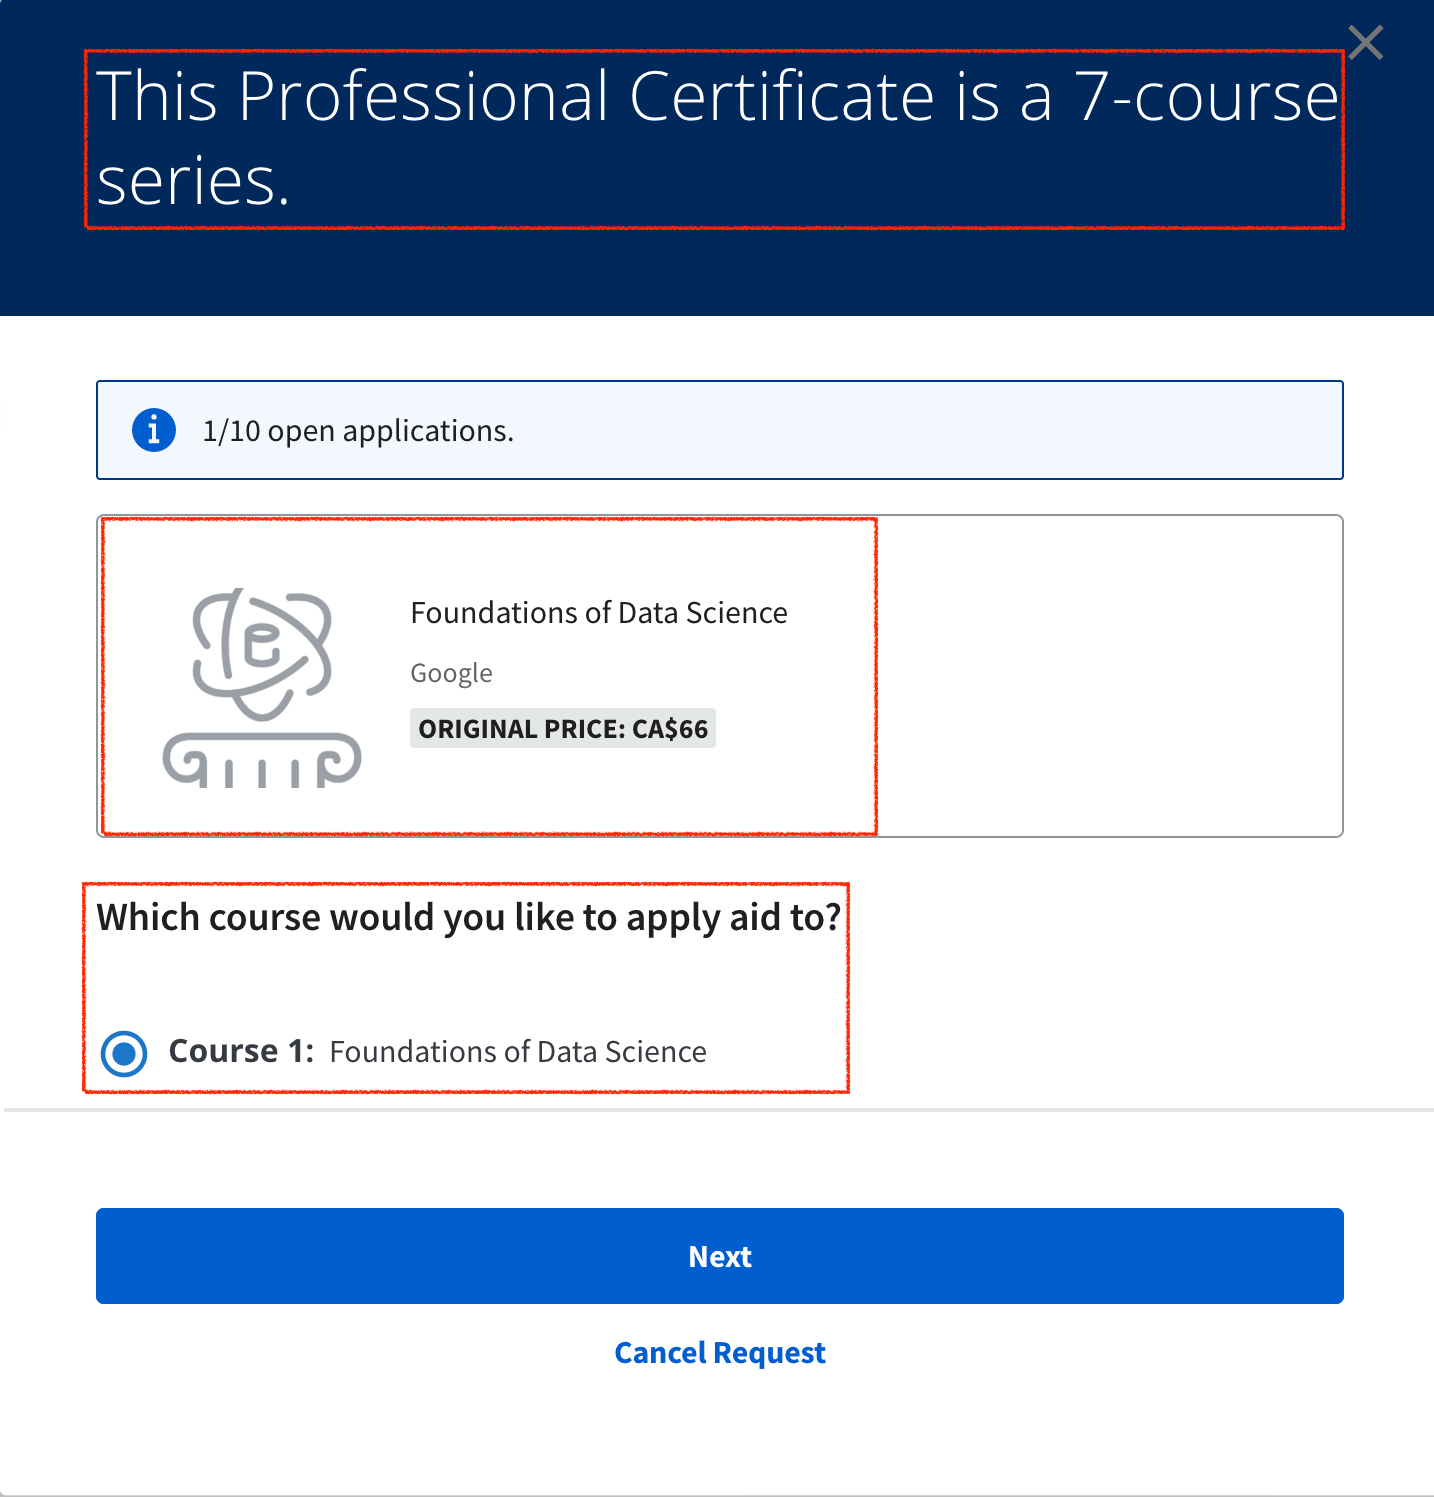 This Professional Certificate is a 7-course
series.
1/10 open applications.
Foundations of Data Science
Google
ORIGINAL PRICE: CA$66
Which course would you like to apply aid to?
Course 1: Foundations of Data Science
Next
Cancel Request